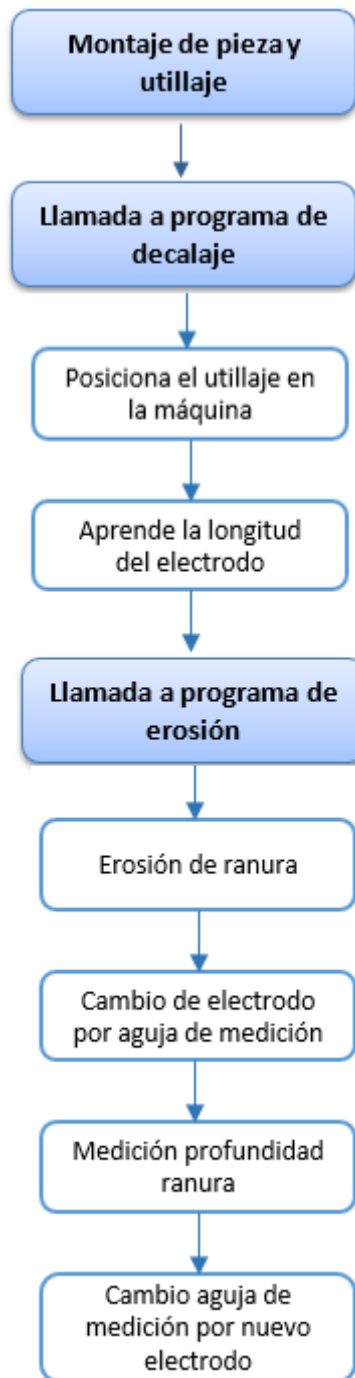 Montaje de pieza y
utillaje
Llamada a programa de
decalaje
Posiciona el utillaje en
la máquina
Aprende la longitud
del electrodo
Llamada a programa de
erosión
Erosión de ranura
Cambio de electrodo
por aguja de medición
Medición profundidad
ranura
Cambio aguja de
medición por nuevo
electrodo